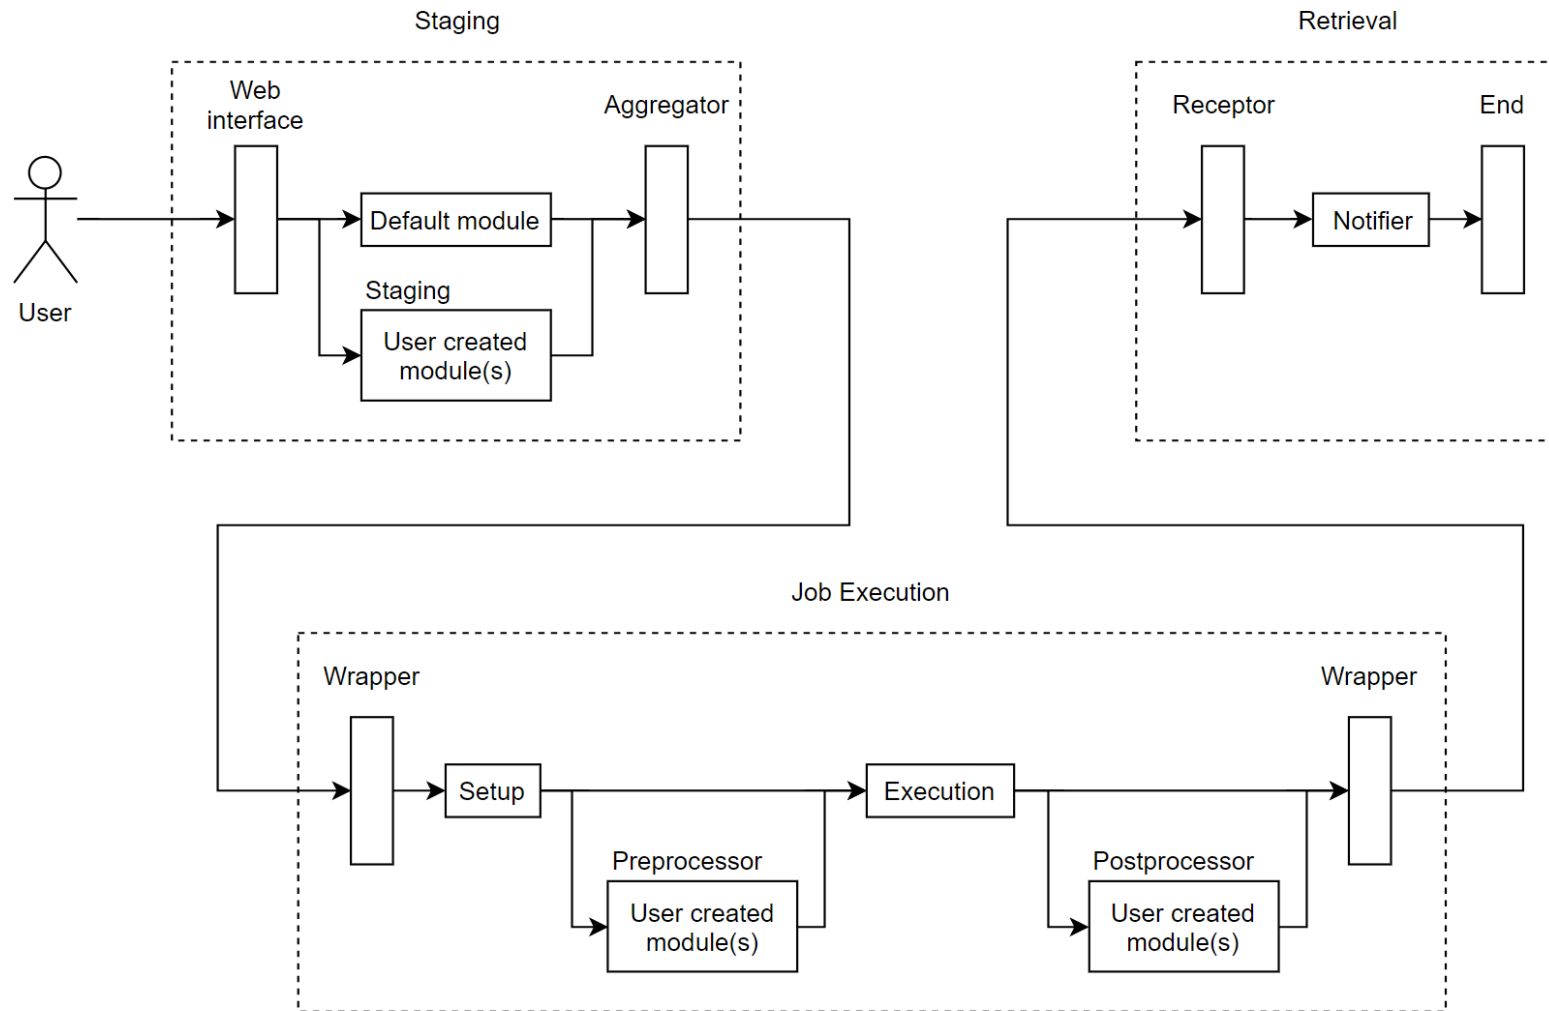 Staging
Retrieval
Web
interface
Aggregator
Receptor
End
Default module
Notifier
Staging
User
User created
module(s)
Job Execution
Wrapper
Wrapper
Setup
Execution
Preprocessor
Postprocessor
User created
module(s)
User created
module(s)